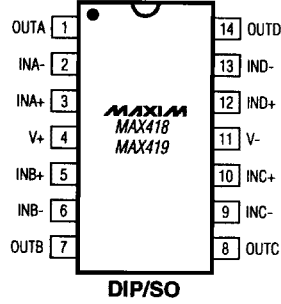 OUTA 1 14 OUTD
INA- 2 13 IND-
INA+ 3 12 IND+
MAXIM
MAX418
V+ 4 11 V-
MAX419
INB+ 5 10 INC+
INB- 6 9 INC-
OUTB 7 8 OUTC
DIP/SO